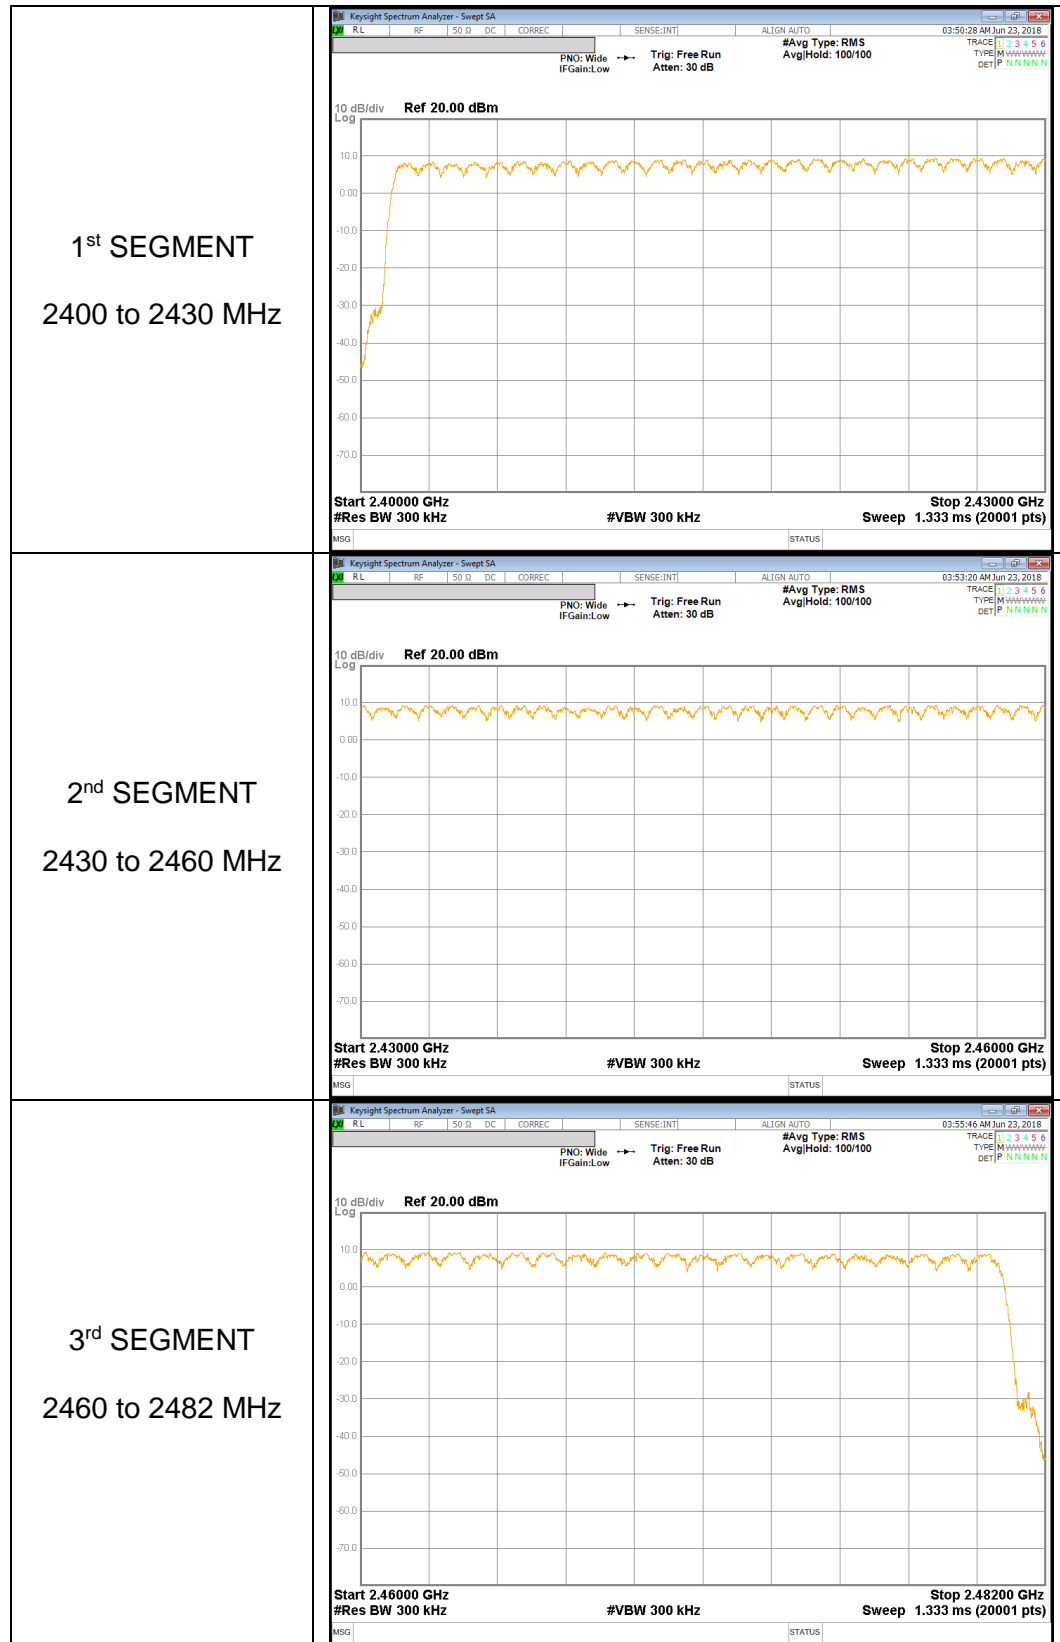 1st SEGMENT
2400 to 2430 MHz
Keysight Spectrum Analyzer - Swept SA
LXI RL RF 50 Ω DC CORREC SENSE:INT ALIGN AUTO 03:50:28 AM Jun 23, 2018
PNO: Wide Trig: Free Run #Avg Type: RMS TRACE 1 2 3 4 5 6
IFGain:Low Atten: 30 dB Avg|Hold: 100/100 TYPE M WWWWW
DET P N N N N N
10 dB/div Ref 20.00 dBm
Log
10.0
0.00
-10.0
-20.0
-30.0
-40.0
-50.0
-60.0
-70.0
Start 2.40000 GHz Stop 2.43000 GHz
#Res BW 300 kHz #VBW 300 kHz Sweep 1.333 ms (20001 pts)
MSG STATUS
2nd SEGMENT
2430 to 2460 MHz
Keysight Spectrum Analyzer - Swept SA
LXI RL RF 50 Ω DC CORREC SENSE:INT ALIGN AUTO 03:53:20 AM Jun 23, 2018
PNO: Wide Trig: Free Run #Avg Type: RMS TRACE 1 2 3 4 5 6
IFGain:Low Atten: 30 dB Avg|Hold: 100/100 TYPE M WWWWW
DET P N N N N N
10 dB/div Ref 20.00 dBm
Log
10.0
0.00
-10.0
-20.0
-30.0
-40.0
-50.0
-60.0
-70.0
Start 2.43000 GHz Stop 2.46000 GHz
#Res BW 300 kHz #VBW 300 kHz Sweep 1.333 ms (20001 pts)
MSG STATUS
3rd SEGMENT
2460 to 2482 MHz
Keysight Spectrum Analyzer - Swept SA
LXI RL RF 50 Ω DC CORREC SENSE:INT ALIGN AUTO 03:55:46 AM Jun 23, 2018
PNO: Wide Trig: Free Run #Avg Type: RMS TRACE 1 2 3 4 5 6
IFGain:Low Atten: 30 dB Avg|Hold: 100/100 TYPE M WWWWW
DET P N N N N N
10 dB/div Ref 20.00 dBm
Log
10.0
0.00
-10.0
-20.0
-30.0
-40.0
-50.0
-60.0
-70.0
Start 2.46000 GHz Stop 2.48200 GHz
#Res BW 300 kHz #VBW 300 kHz Sweep 1.333 ms (20001 pts)
MSG STATUS